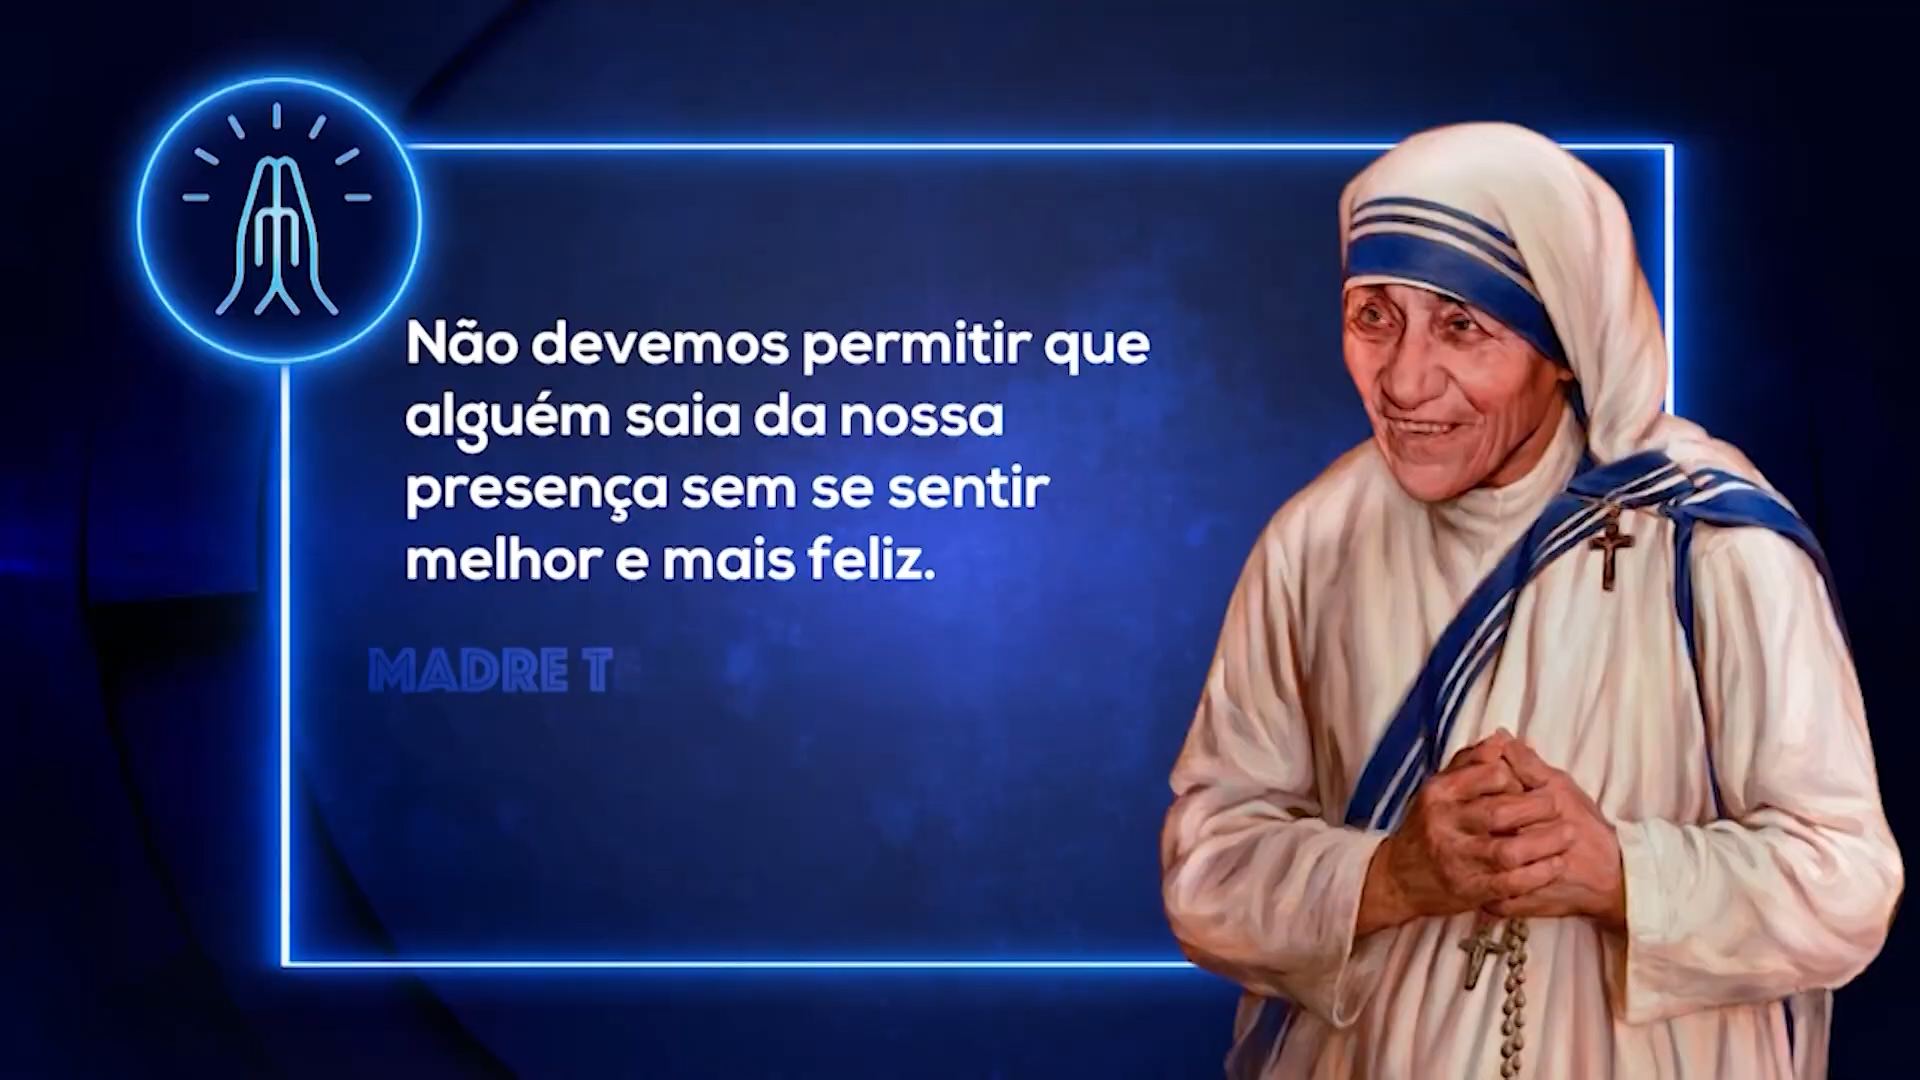 Não devemos permitir que
alguém saia da nossa
presença sem se sentir
melhor e mais feliz.
MADRE T